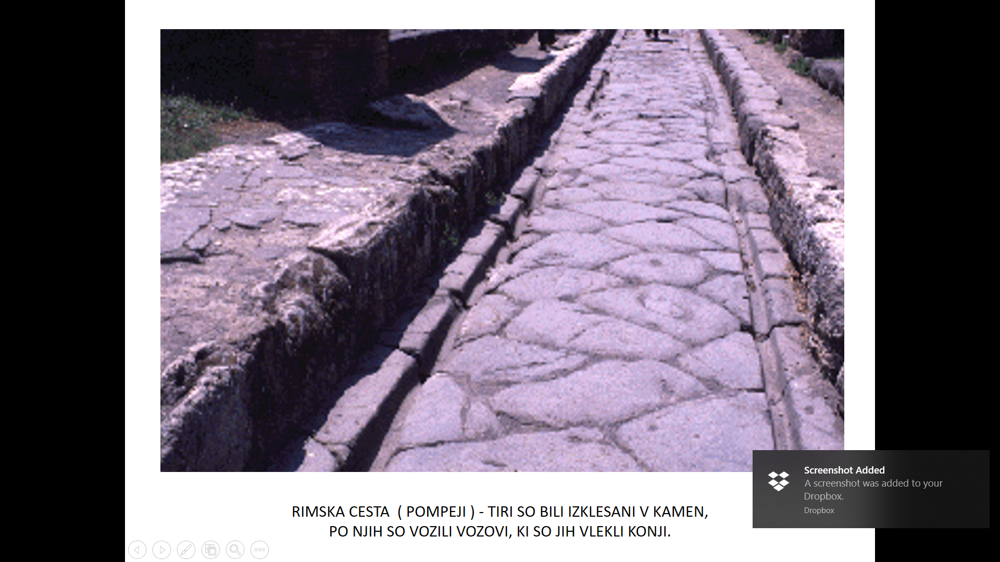 RIMSKA CESTA  ( POMPEJI ) - TIRI SO BILI IZKLESANI V KAMEN,
PO NJIH SO VOZILI VOZOVI, KI SO JIH VLEKLI KONJI.
Screenshot Added
A screenshot was added to your
Dropbox.
Dropbox